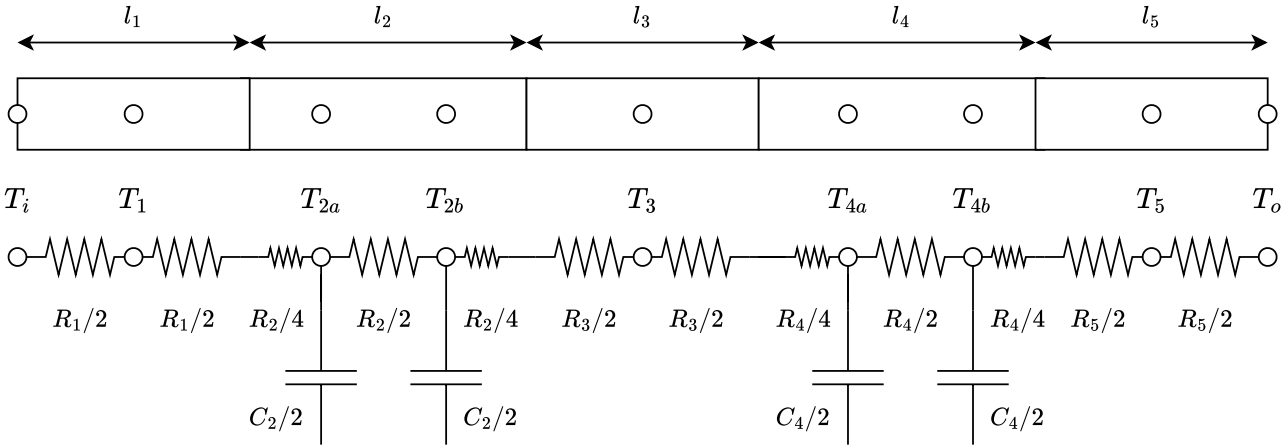 l₁ l₂ l₃ l₄ l₅
Tᵢ T₁ T₂ₐ T₂b T₃ T₄ₐ T₄b T₅ Tₒ
R₁/2 R₁/2 R₂/4 R₂/2 R₂/4 R₃/2 R₃/2 R₄/4 R₄/2 R₄/4 R₅/2 R₅/2
C₂/2 C₂/2 C₄/2 C₄/2